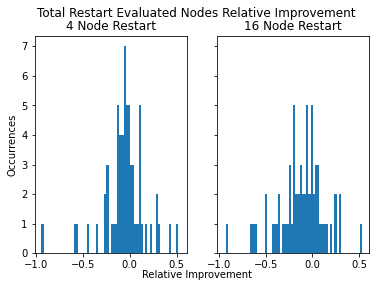 Total Restart Evaluated Nodes Relative Improvement
4 Node Restart 16 Node Restart
7
6
5
4
3
2
1
0
Occurrences
−1.0 −0.5 0.0 0.5 −1.0 −0.5 0.0 0.5
Relative Improvement